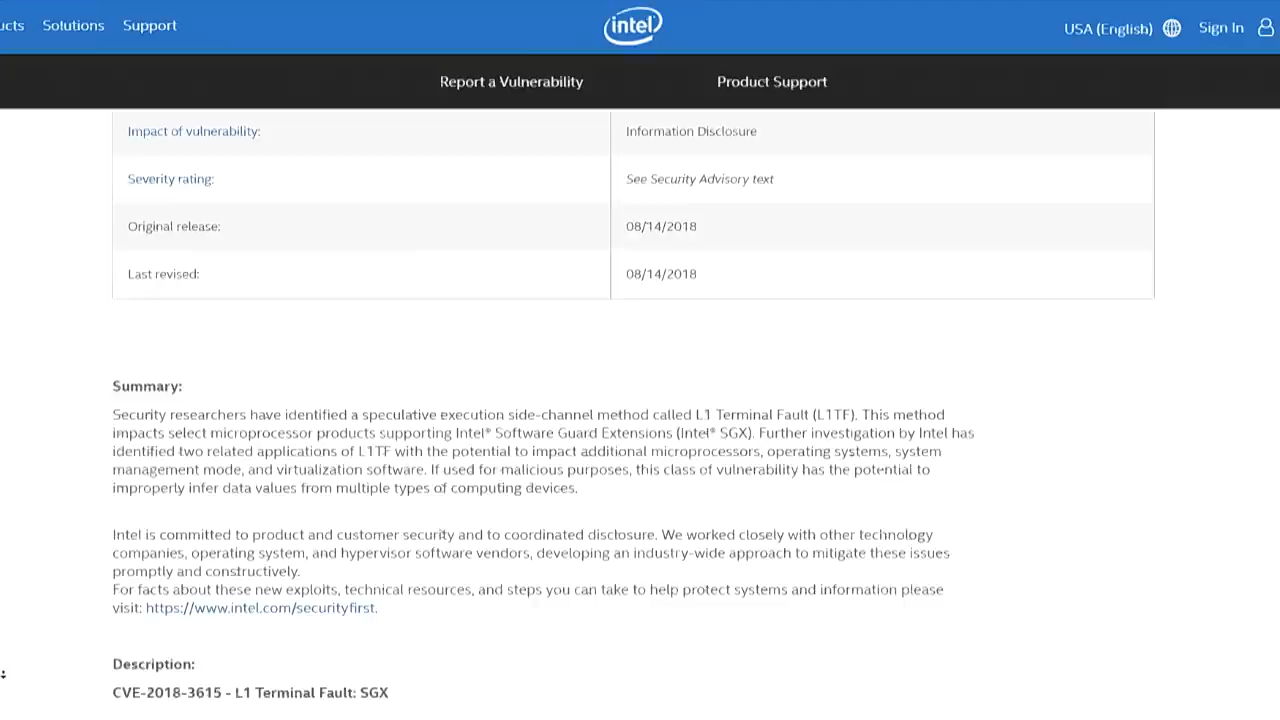 ucts Solutions Support intel USA (English) Sign In
Report a Vulnerability Product Support
Impact of vulnerability: Information Disclosure
Severity rating: See Security Advisory text
Original release: 08/14/2018
Last revised: 08/14/2018
Summary:
Security researchers have identified a speculative execution side-channel method called L1 Terminal Fault (L1TF). This method
impacts select microprocessor products supporting Intel® Software Guard Extensions (Intel® SGX). Further investigation by Intel has
identified two related applications of L1TF with the potential to impact additional microprocessors, operating systems, system
management mode, and virtualization software. If used for malicious purposes, this class of vulnerability has the potential to
improperly infer data values from multiple types of computing devices.
Intel is committed to product and customer security and to coordinated disclosure. We worked closely with other technology
companies, operating system, and hypervisor software vendors, developing an industry-wide approach to mitigate these issues
promptly and constructively.
For facts about these new exploits, technical resources, and steps you can take to help protect systems and information please
visit: https://www.intel.com/securityfirst.
Description:
CVE-2018-3615 - L1 Terminal Fault: SGX